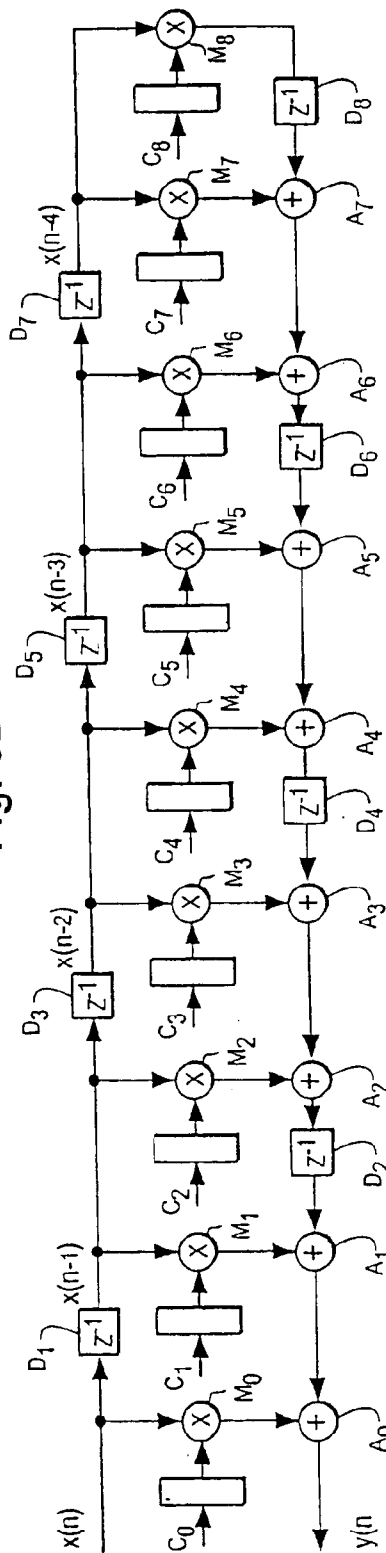 x(n)
D1
x(n-1)
D3
x(n-2)
D5
x(n-3)
D7
x(n-4)
Z-1
Z-1
Z-1
Z-1
X
X
X
X
X
X
X
X
X
M0
M1
M2
M3
M4
M5
M6
M7
M8
C0
C1
C2
C3
C4
C5
C6
C7
C8
+
+
+
+
+
+
+
+
Z-1
Z-1
Z-1
Z-1
y(n
A0
A1
D2
A2
A3
D4
A4
A5
D6
A6
A7
D8